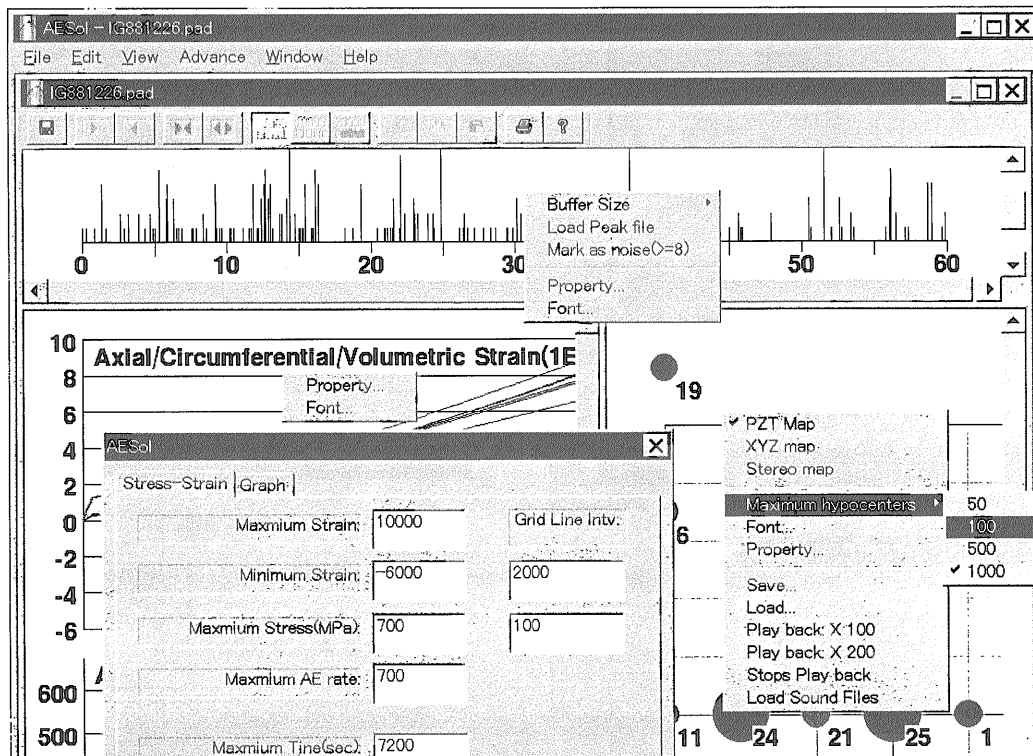 AESol - IG881226.pad
File Edit View Advance Window Help
IG881226.pad
0 10 20 30 50 60
Buffer Size
Load Peak file
Mark as noise(>=8)
Property...
Font...
10
8
6
4
2
0
-2
-4
-6
600
500
Axial/Circumferential/Volumetric Strain(1E
Property...
Font...
AESol
Stress-Strain Graph
Maxmium Strain: 10000 Grid Line Intv:
Minimum Strain: -6000 2000
Maxmium Stress(MPa): 700 100
Maxmium AE rate: 700
Maxmium Time(sec): 7200
19
6
PZT Map
XYZ map
Stereo map
Maximum hypocenters
Font...
Property...
Save...
Load...
Play back: X 100
Play back: X 200
Stops Play back
Load Sound Files
50
100
500
1000
11 24 21 25 1